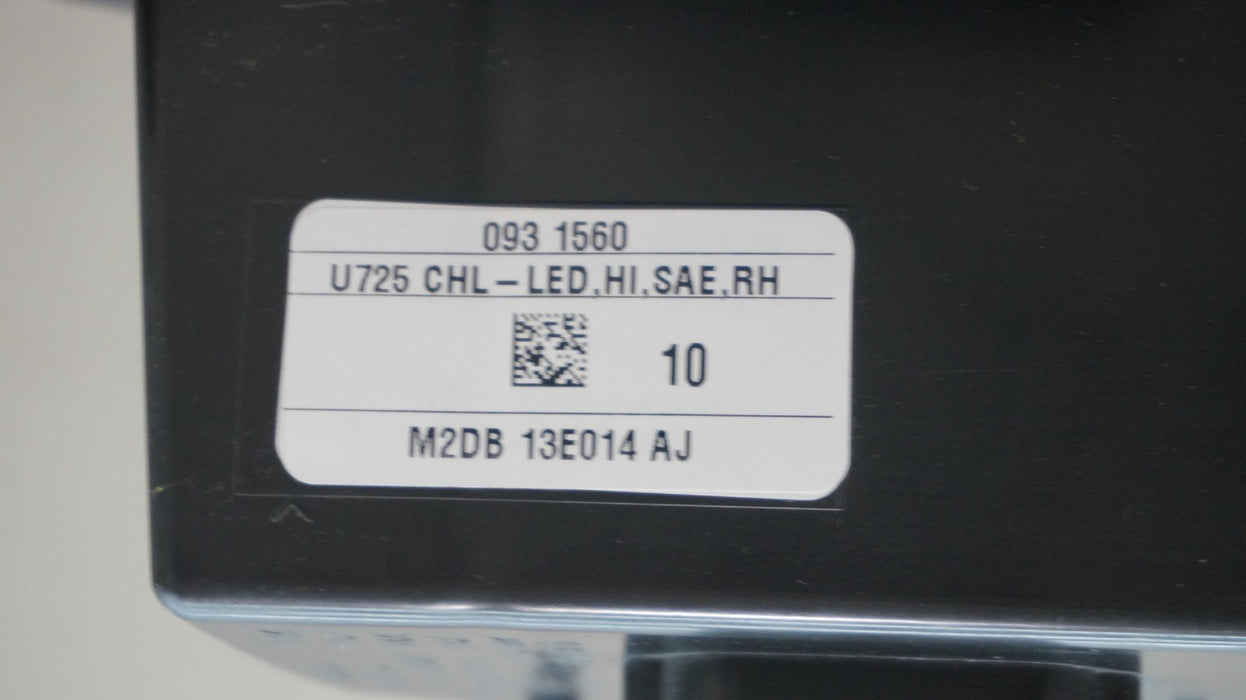 093 1560
U725 CHL-LED,HI,SAE,RH
10
M2DB 13E014 AJ